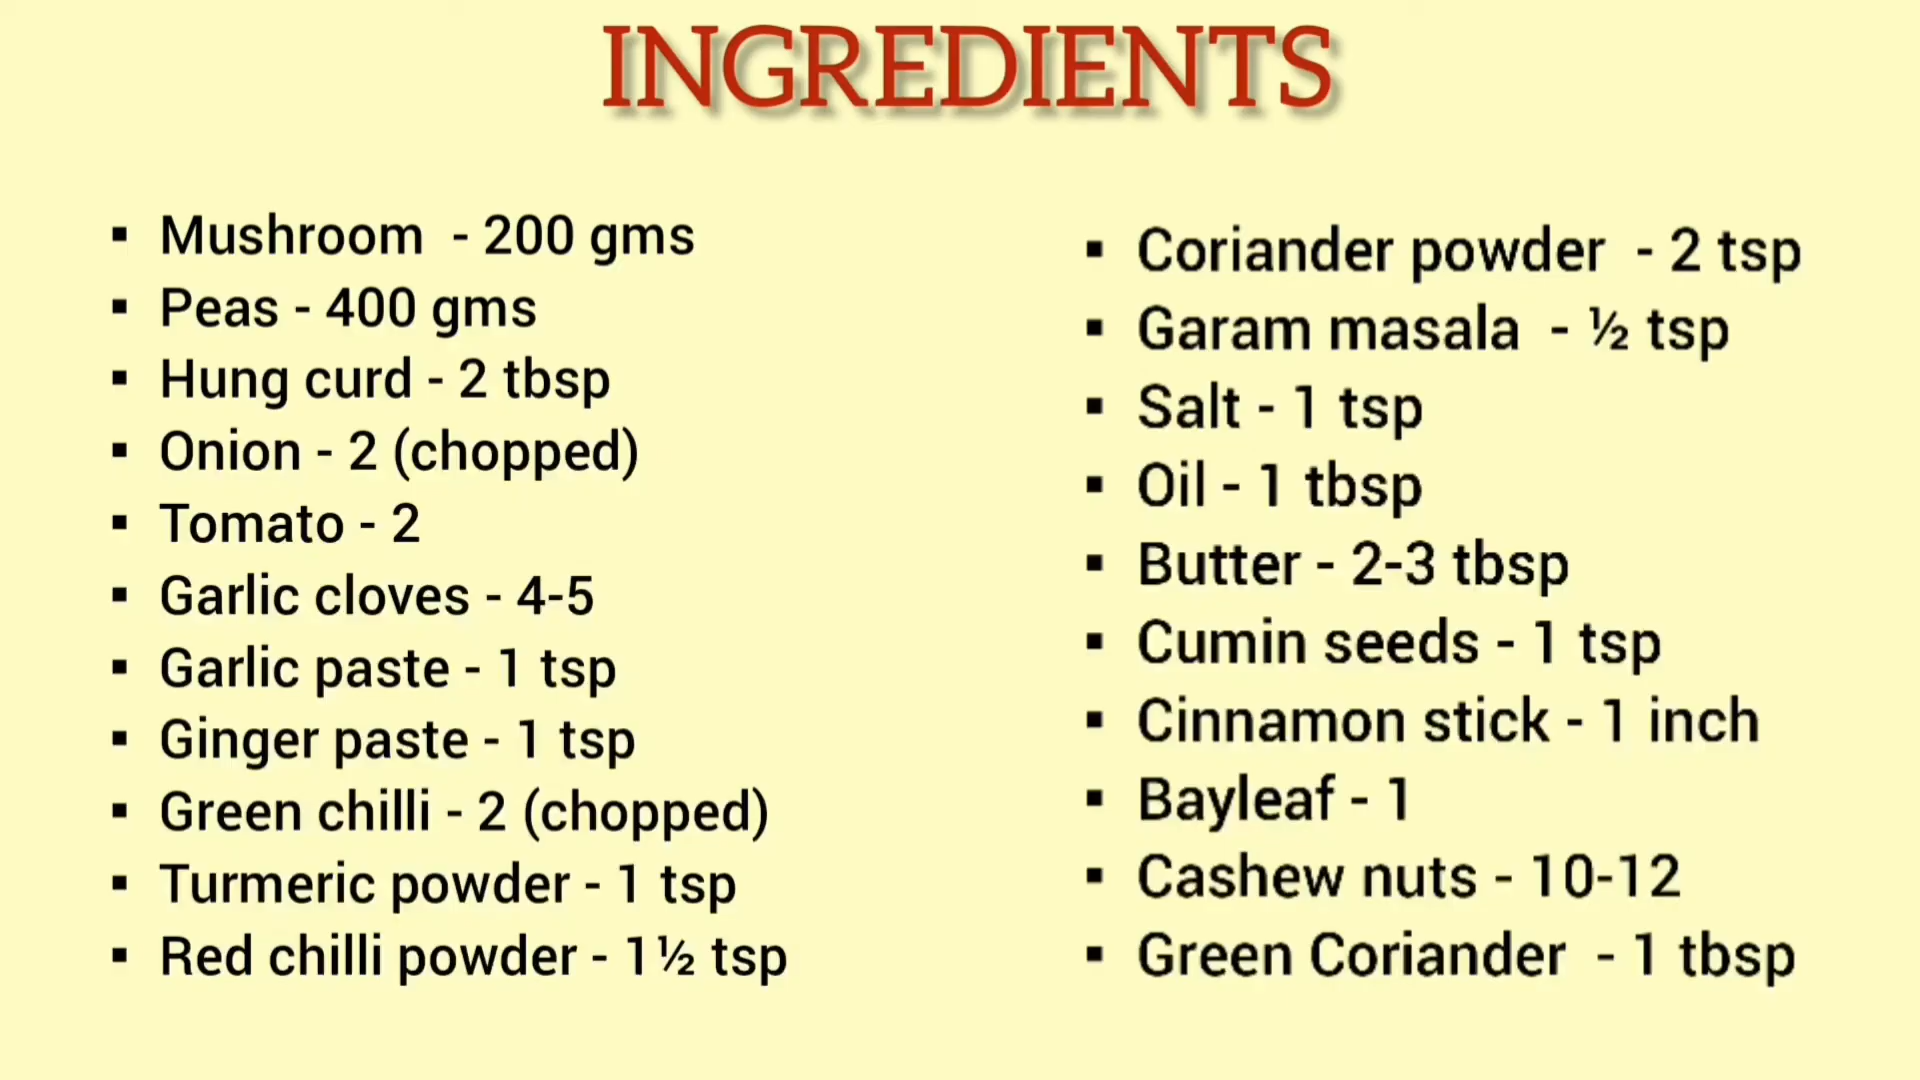 INGREDIENTS
▪ Mushroom - 200 gms
▪ Peas - 400 gms
▪ Hung curd - 2 tbsp
▪ Onion - 2 (chopped)
▪ Tomato - 2
▪ Garlic cloves - 4-5
▪ Garlic paste - 1 tsp
▪ Ginger paste - 1 tsp
▪ Green chilli - 2 (chopped)
▪ Turmeric powder - 1 tsp
▪ Red chilli powder - 1½ tsp
▪ Coriander powder - 2 tsp
▪ Garam masala - ½ tsp
▪ Salt - 1 tsp
▪ Oil - 1 tbsp
▪ Butter - 2-3 tbsp
▪ Cumin seeds - 1 tsp
▪ Cinnamon stick - 1 inch
▪ Bayleaf - 1
▪ Cashew nuts - 10-12
▪ Green Coriander - 1 tbsp